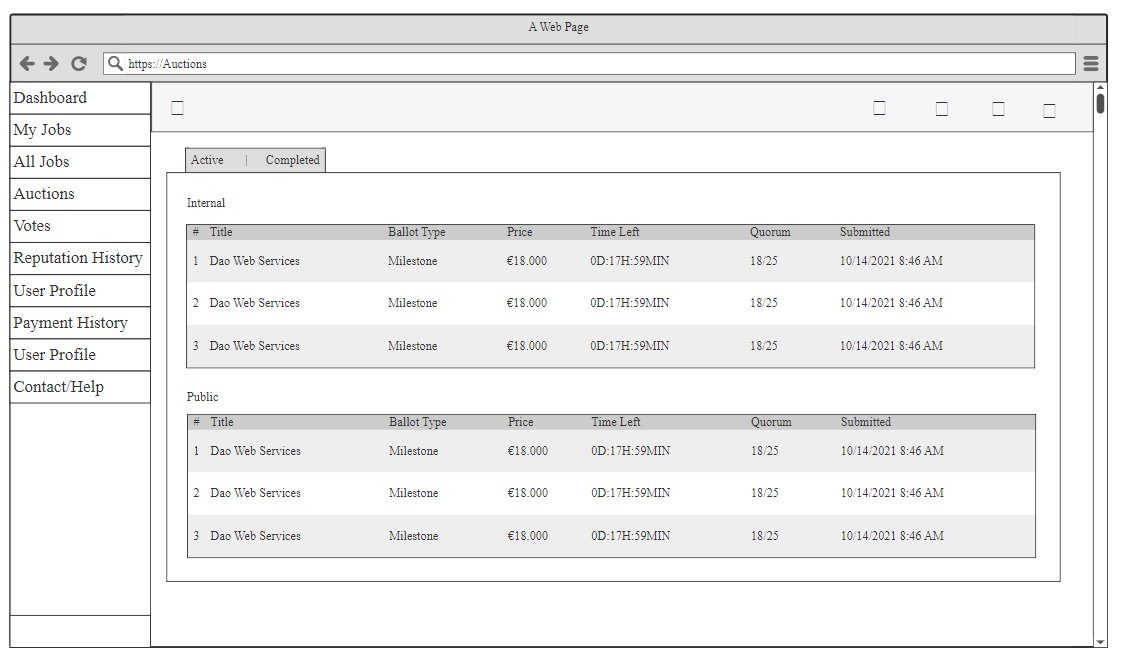 A Web Page
https://Auctions
Dashboard
My Jobs
All Jobs
Auctions
Votes
Reputation History
User Profile
Payment History
User Profile
Contact/Help
Active | Completed
Internal
# Title Ballot Type Price Time Left Quorum Submitted
1 Dao Web Services Milestone €18.000 0D:17H:59MIN 18/25 10/14/2021 8:46 AM
2 Dao Web Services Milestone €18.000 0D:17H:59MIN 18/25 10/14/2021 8:46 AM
3 Dao Web Services Milestone €18.000 0D:17H:59MIN 18/25 10/14/2021 8:46 AM
Public
# Title Ballot Type Price Time Left Quorum Submitted
1 Dao Web Services Milestone €18.000 0D:17H:59MIN 18/25 10/14/2021 8:46 AM
2 Dao Web Services Milestone €18.000 0D:17H:59MIN 18/25 10/14/2021 8:46 AM
3 Dao Web Services Milestone €18.000 0D:17H:59MIN 18/25 10/14/2021 8:46 AM